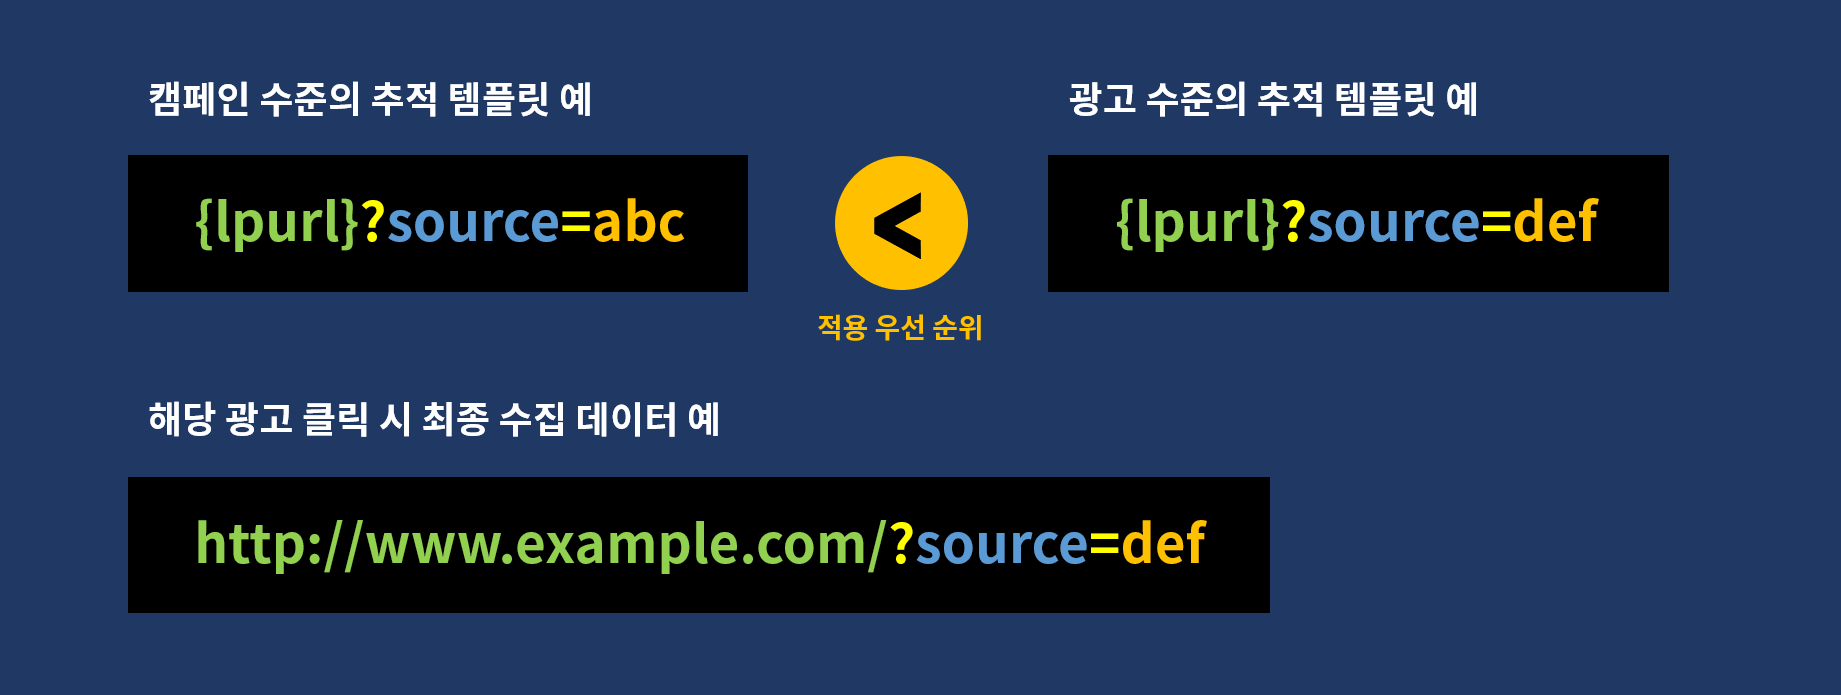 캠페인 수준의 추적 템플릿 예
광고 수준의 추적 템플릿 예
{lpurl}?source=abc
<
{lpurl}?source=def
적용 우선 순위
해당 광고 클릭 시 최종 수집 데이터 예
http://www.example.com/?source=def